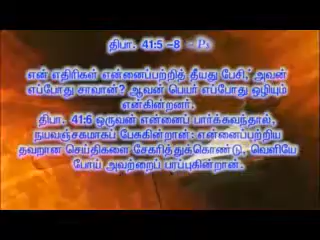 திபா. 41:5 ~8 - Ps
என் எதிரிகள் என்னைப்பற்றித் தீயது பேசி, 'அவன்
எப்போது சாவான்? ஆவன் பெயர் எப்போது ஒழியும்
என்கின்றனர்.
திபா. 41:6 ஒருவன் என்னைப் பார்க்கவந்தால்,
நயவஞ்சகமாகப் பேசுகின்றான்: என்னைப்பற்றிய
தவறான செய்திகளை சேகரித்துக்கொண்டு, வெளியே
போய் அவற்றைப் பரப்புகின்றான்.